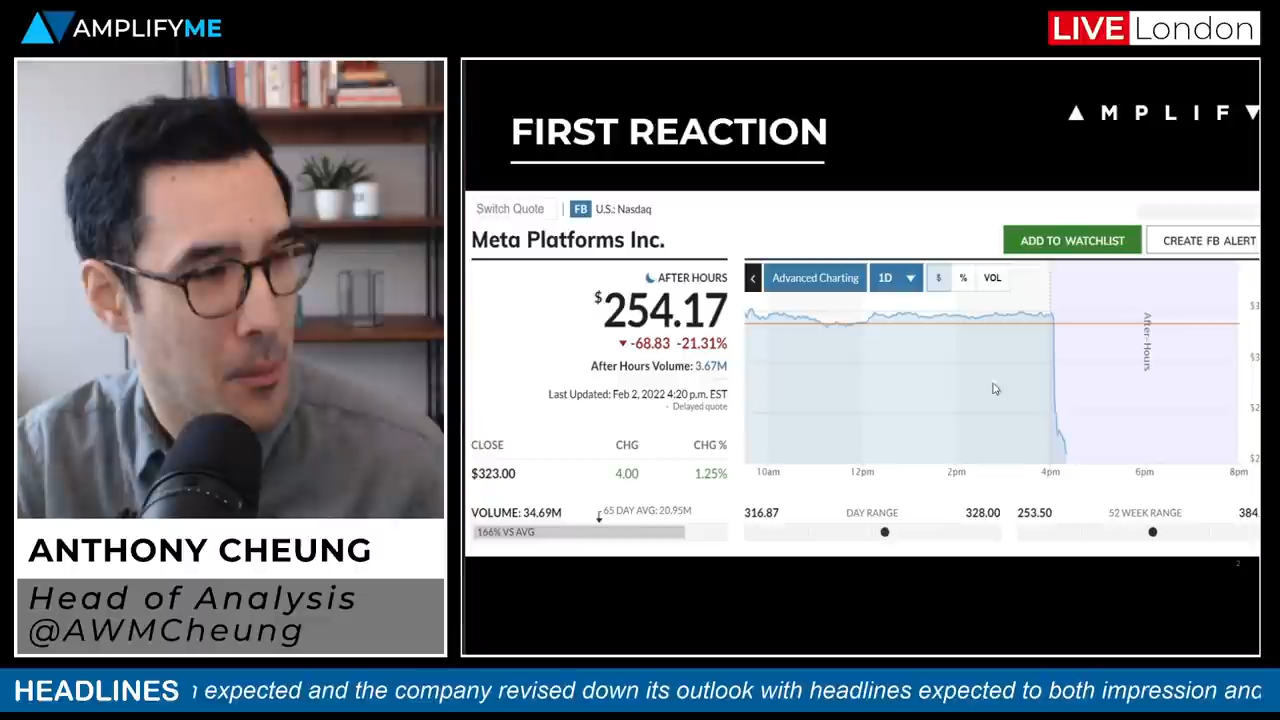 AMPLIFYME
LIVE London
FIRST REACTION
AMPLIFY
Switch Quote
FB U.S.: Nasdaq
Meta Platforms Inc.
ADD TO WATCHLIST
CREATE FB ALERT
AFTER HOURS
$254.17
-68.83 -21.31%
After Hours Volume: 3.67M
Last Updated: Feb 2, 2022 4:20 p.m. EST
Delayed quote
CLOSE CHG CHG %
$323.00 4.00 1.25%
VOLUME: 34.69M 65 DAY AVG: 20.95M
166% VS AVG
Advanced Charting 1D $ % VOL
After-Hours
10am 12pm 2pm 4pm 6pm 8pm
316.87 DAY RANGE 328.00
253.50 52 WEEK RANGE 384.
2
ANTHONY CHEUNG
Head of Analysis
@AWMCheung
HEADLINES expected and the company revised down its outlook with headlines expected to both impression and